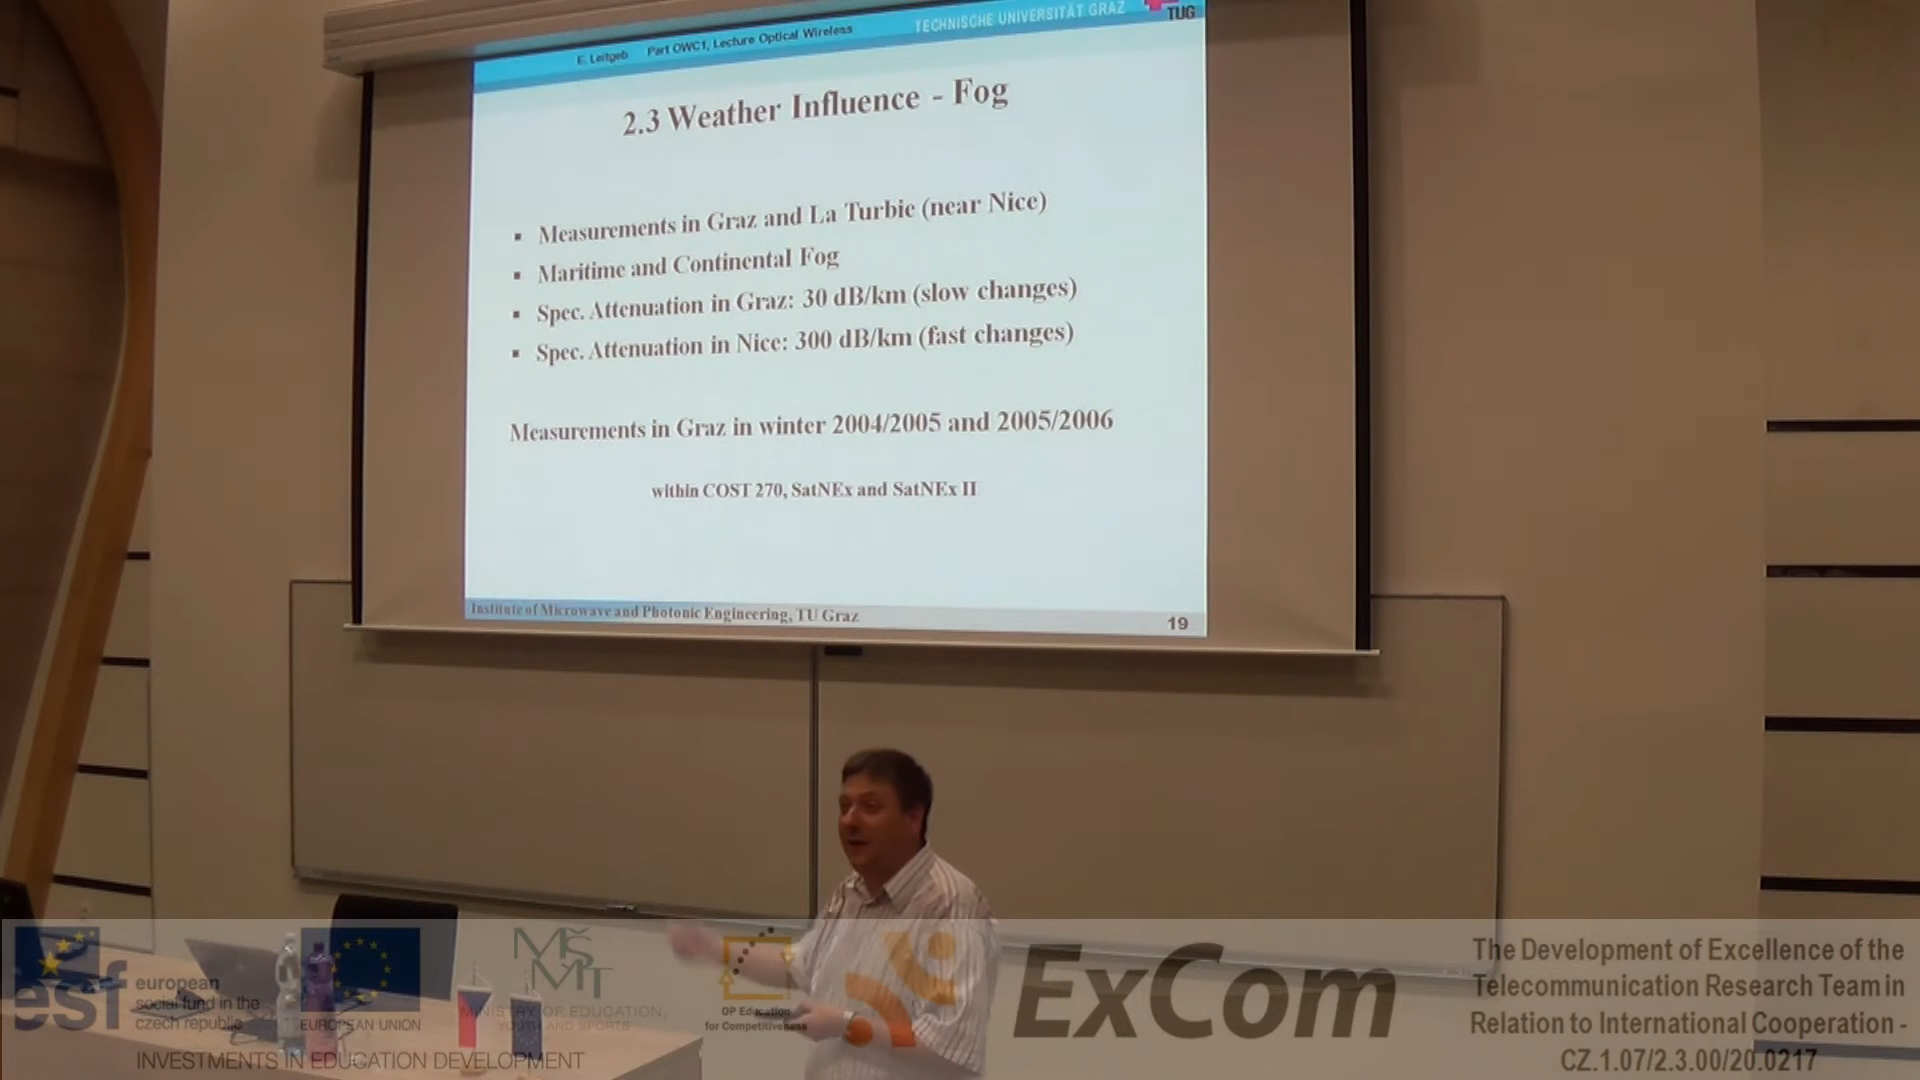 E. Leitgeb Part OWC1, Lecture Optical Wireless TECHNISCHE UNIVERSITÄT GRAZ TUG
2.3 Weather Influence - Fog
▪ Measurements in Graz and La Turbie (near Nice)
▪ Maritime and Continental Fog
▪ Spec. Attenuation in Graz: 30 dB/km (slow changes)
▪ Spec. Attenuation in Nice: 300 dB/km (fast changes)
Measurements in Graz in winter 2004/2005 and 2005/2006
within COST 270, SatNEx and SatNEx II
Institute of Microwave and Photonic Engineering, TU Graz 19
esf european
social fund in the
czech republic
EUROPEAN UNION
MŠ
MT
MINISTRY OF EDUCATION,
YOUTH AND SPORTS
OP Education
for Competitiveness
INVESTMENTS IN EDUCATION DEVELOPMENT
ExCom
The Development of Excellence of the
Telecommunication Research Team in
Relation to International Cooperation -
CZ.1.07/2.3.00/20.0217